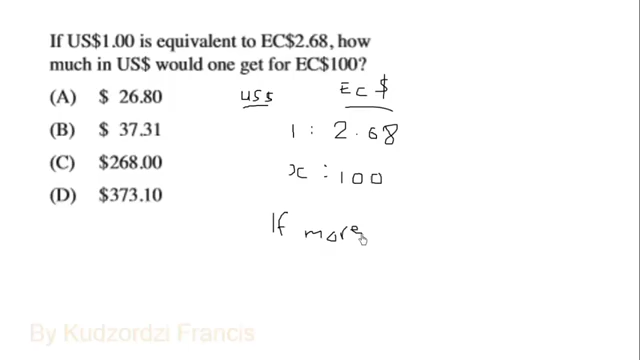 If US$1.00 is equivalent to EC$2.68, how
much in US$ would one get for EC$100?
(A) $ 26.80
(B) $ 37.31
(C) $268.00
(D) $373.10
US$ EC $
1 : 2.68
x : 100
If more
By Kudzordzi Francis